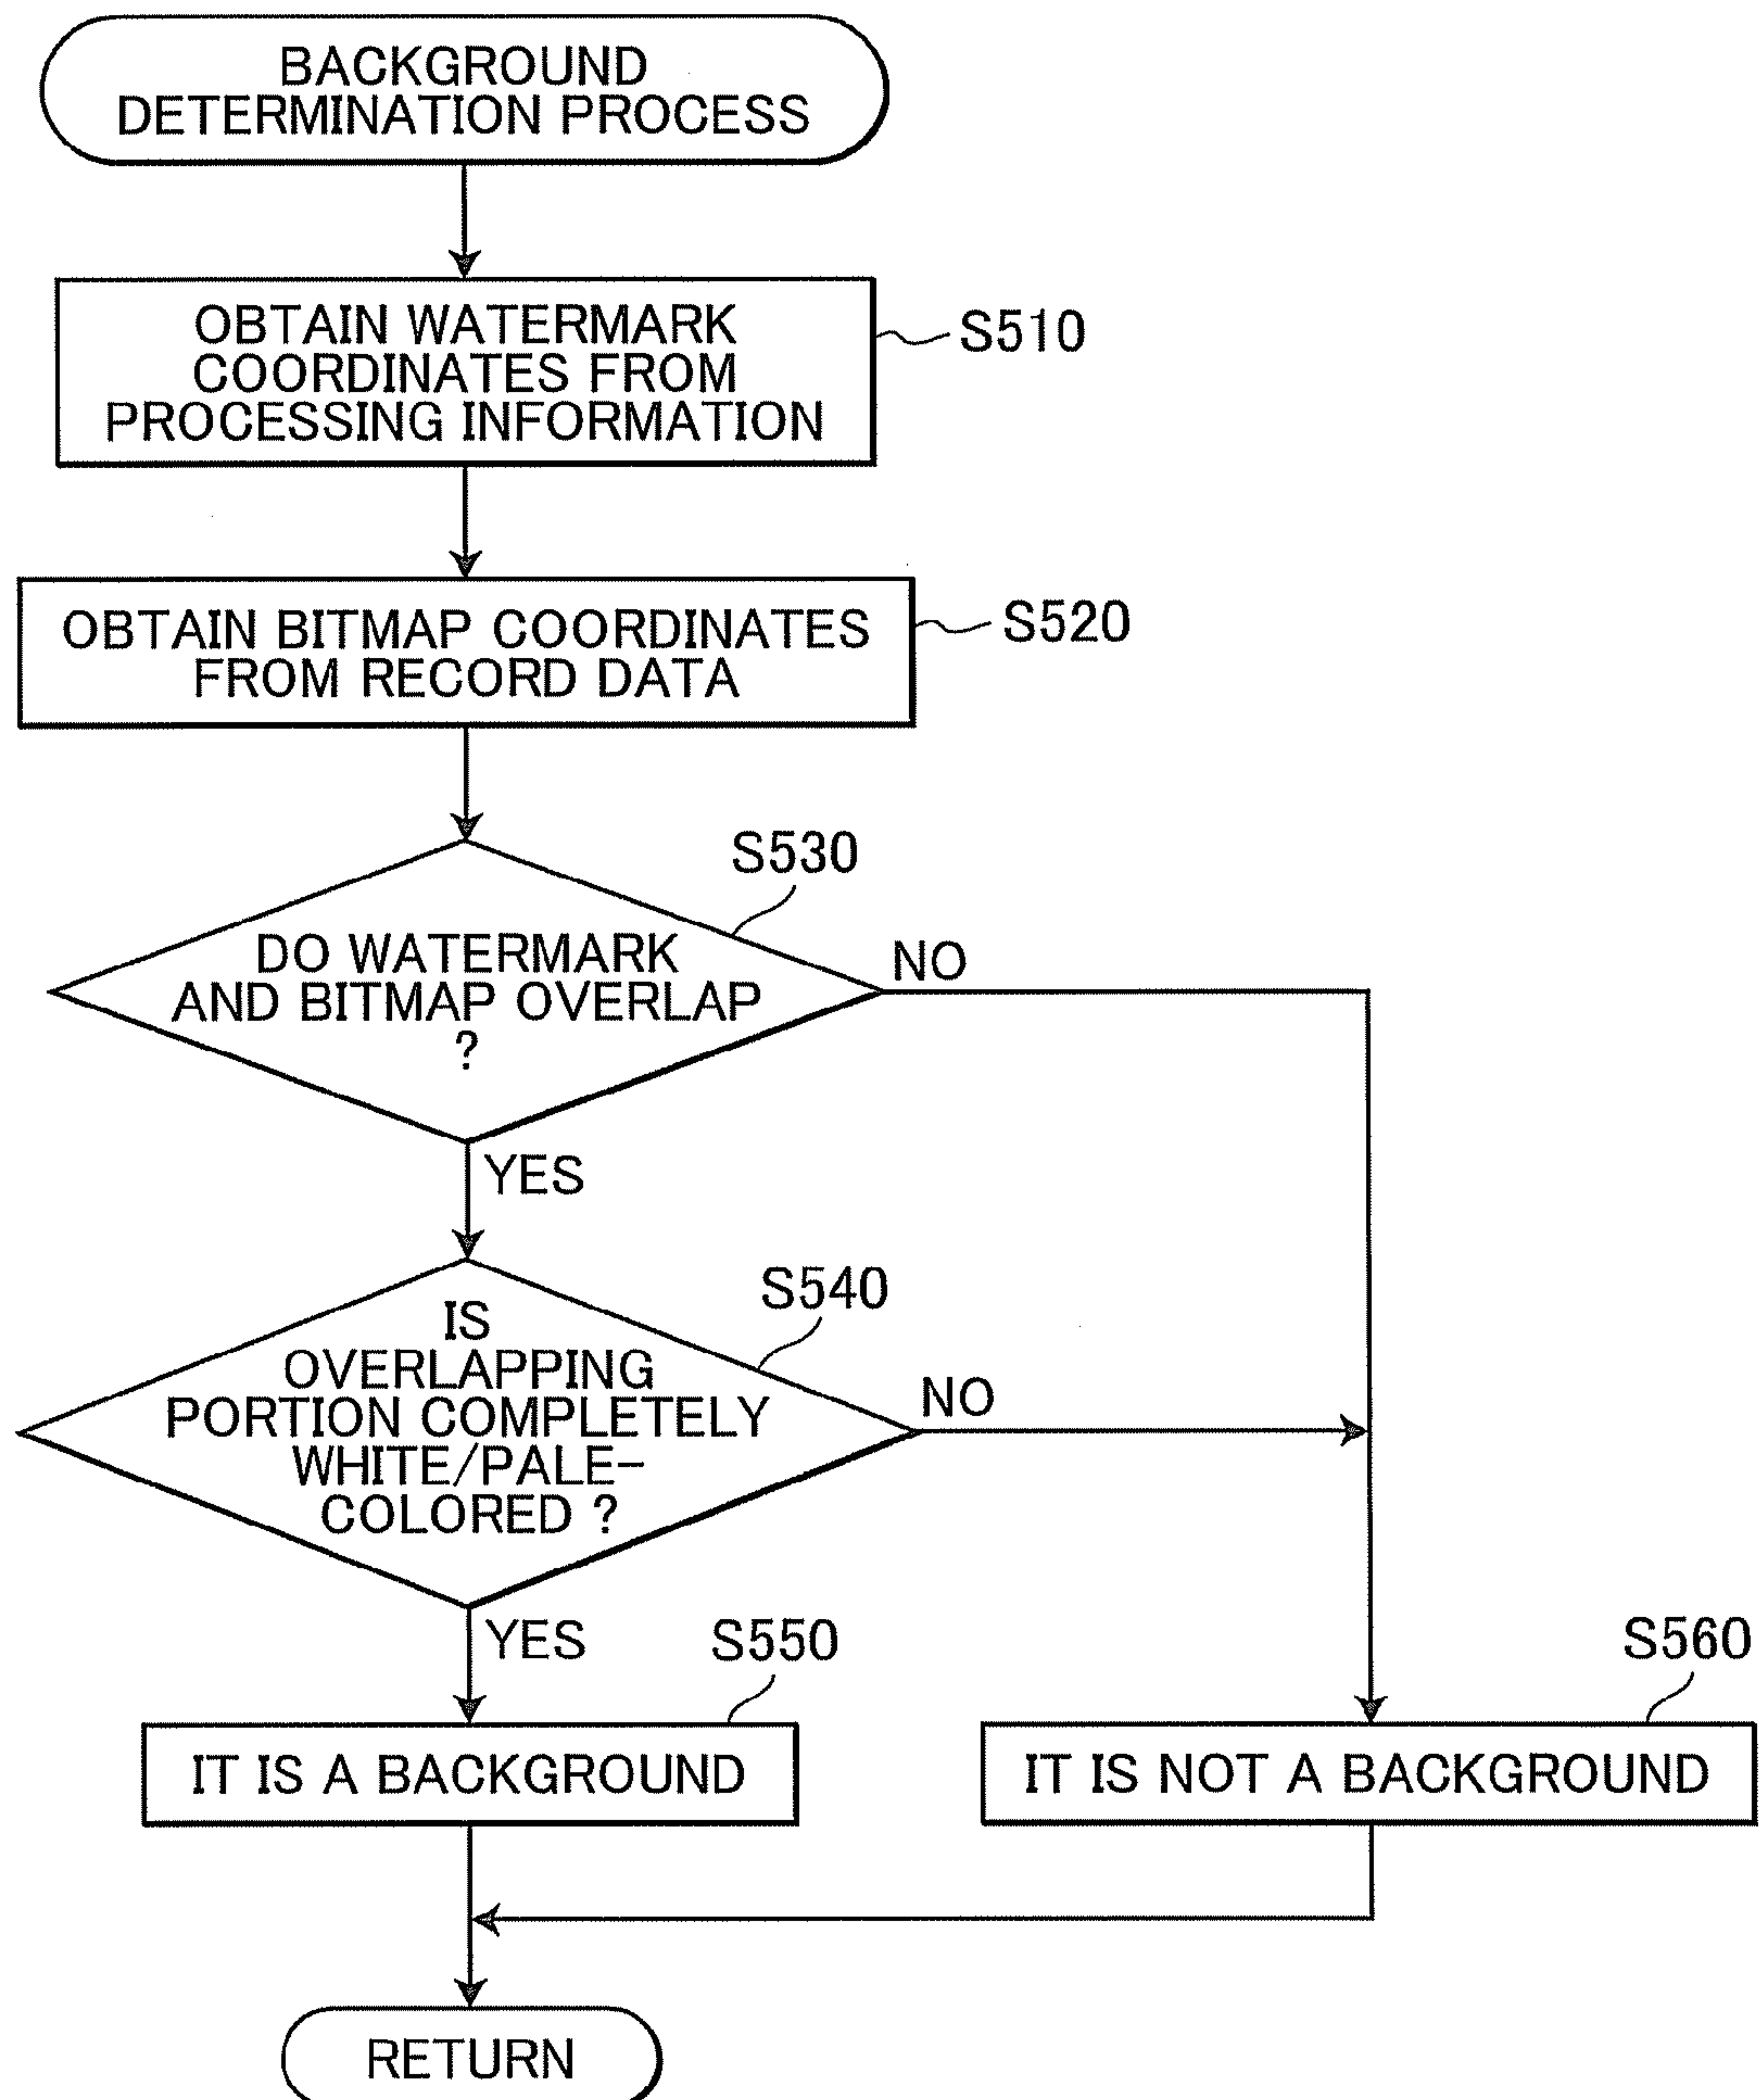 BACKGROUND
DETERMINATION PROCESS
OBTAIN WATERMARK
COORDINATES FROM
PROCESSING INFORMATION
S510
OBTAIN BITMAP COORDINATES
FROM RECORD DATA
S520
S530
DO WATERMARK
AND BITMAP OVERLAP
?
NO
YES
S540
IS
OVERLAPPING
PORTION COMPLETELY
WHITE/PALE-
COLORED ?
NO
YES
S550
S560
IT IS A BACKGROUND
IT IS NOT A BACKGROUND
RETURN